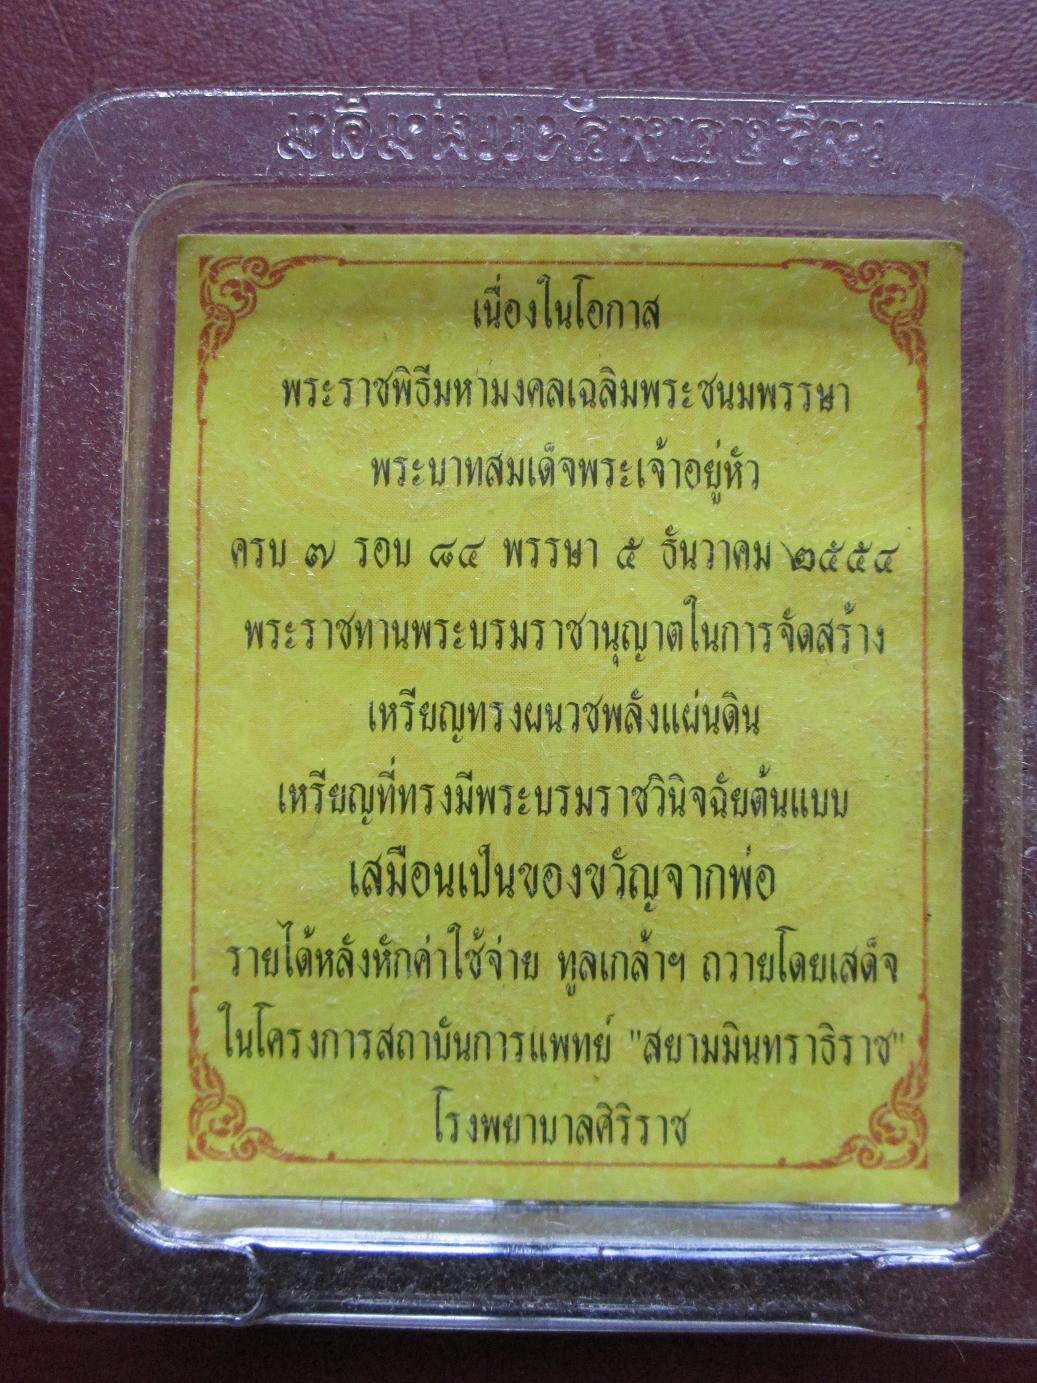 เนื่องในโอกาส
พระราชพิธีมหามงคลเฉลิมพระชนมพรรษา
พระบาทสมเด็จพระเจ้าอยู่หัว
ครบ ๗ รอบ ๘๔ พรรษา ๕ ธันวาคม ๒๕๕๔
พระราชทานพระบรมราชานุญาตในการจัดสร้าง
เหรียญทรงผนวชพลังแผ่นดิน
เหรียญที่ทรงมีพระบรมราชวินิจฉัยต้นแบบ
เสมือนเป็นของขวัญจากพ่อ
รายได้หลังหักค่าใช้จ่าย ทูลเกล้าฯ ถวายโดยเสด็จ
ในโครงการสถาบันการแพทย์ "สยามมินทราธิราช"
โรงพยาบาลศิริราช